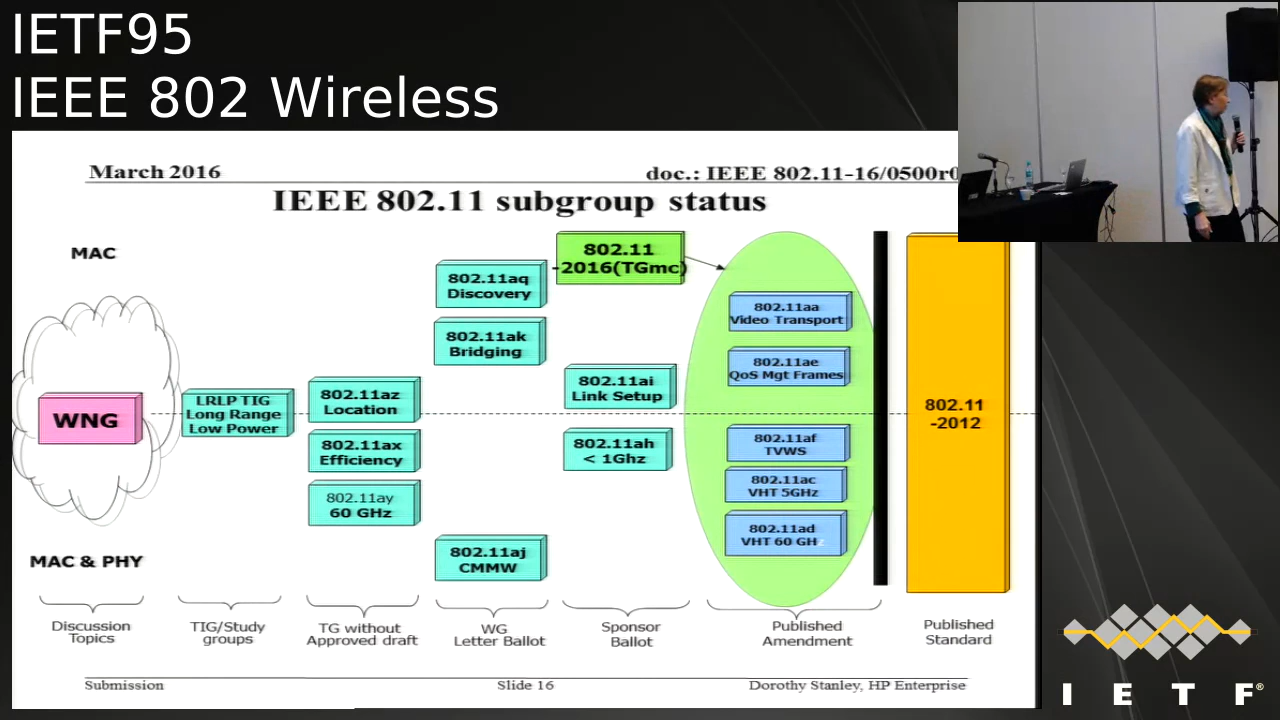 IETF95
IEEE 802 Wireless
March 2016
doc.: IEEE 802.11-16/0500r0
IEEE 802.11 subgroup status
MAC
802.11
-2016(TGmc)
802.11aq
Discovery
802.11ak
Bridging
802.11aa
Video Transport
802.11ae
QoS Mgt Frames
WNG
LRLP TIG
Long Range
Low Power
802.11az
Location
802.11ai
Link Setup
802.11
-2012
802.11ax
Efficiency
802.11ah
< 1Ghz
802.11af
TVWS
802.11ay
60 GHz
802.11ac
VHT 5GHz
802.11ad
VHT 60 GHz
802.11aj
CMMW
MAC & PHY
Discussion
Topics
TIG/Study
groups
TG without
Approved draft
WG
Letter Ballot
Sponsor
Ballot
Published
Amendment
Published
Standard
Submission
Slide 16
Dorothy Stanley, HP Enterprise
I E T F®